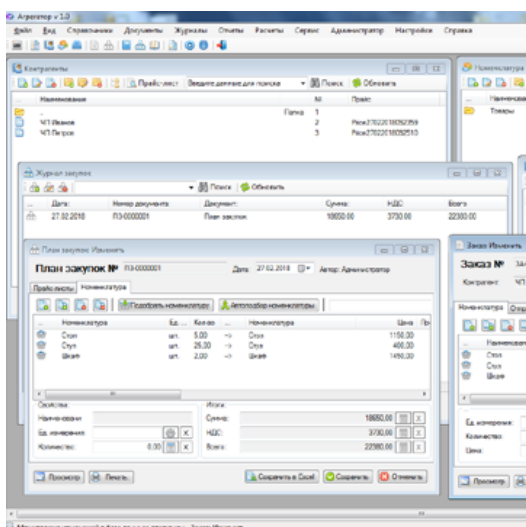 Агрегатор v 1.0
Файл Вид Справочники Документы Журналы Отчеты Расчеты Сервис Администратор Настройка Справка
Контрагенты
Прайс-лист Введите данные для поиска Поиск Обновить
Наименование № Прайс
Папка 1
ЧП Иванов 2
ЧП Петров 3
Номенклатура
Товары
Журнал закупок
Поиск Обновить
Дата: Номер документа: Документ: Сумма: НДС: Всего
27.02.2018 ПЗ-0000001 План закупок 18650,00 3730,00 22380,00
План закупок: Изменить
План закупок № ПЗ-0000001 Дата: 27.02.2018 Автор: Администратор
Прайс-листы Номенклатура
Подобрать номенклатуру Автоподбор номенклатуры
... Номенклатура Ед. ... Кол-во ... Номенклатура Цена
Стол шт. 5,00 --> Стол 1150,00
Стул шт. 25,00 --> Стул 400,00
Шкаф шт. 2,00 --> Шкаф 1450,00
Свойства: Итоги:
Сумма: 18650,00
Ед. измерения: НДС: 3730,00
Количество: 0,00 Всего: 22380,00
Просмотр Печать Сохранить в Excel Сохранить Отменить
Заказ: Изменить
Заказ №
Контрагент: ЧП
Номенклатура
Стол
Стул
Шкаф
Ед. измерения:
Количество:
Цена:
Просмотр